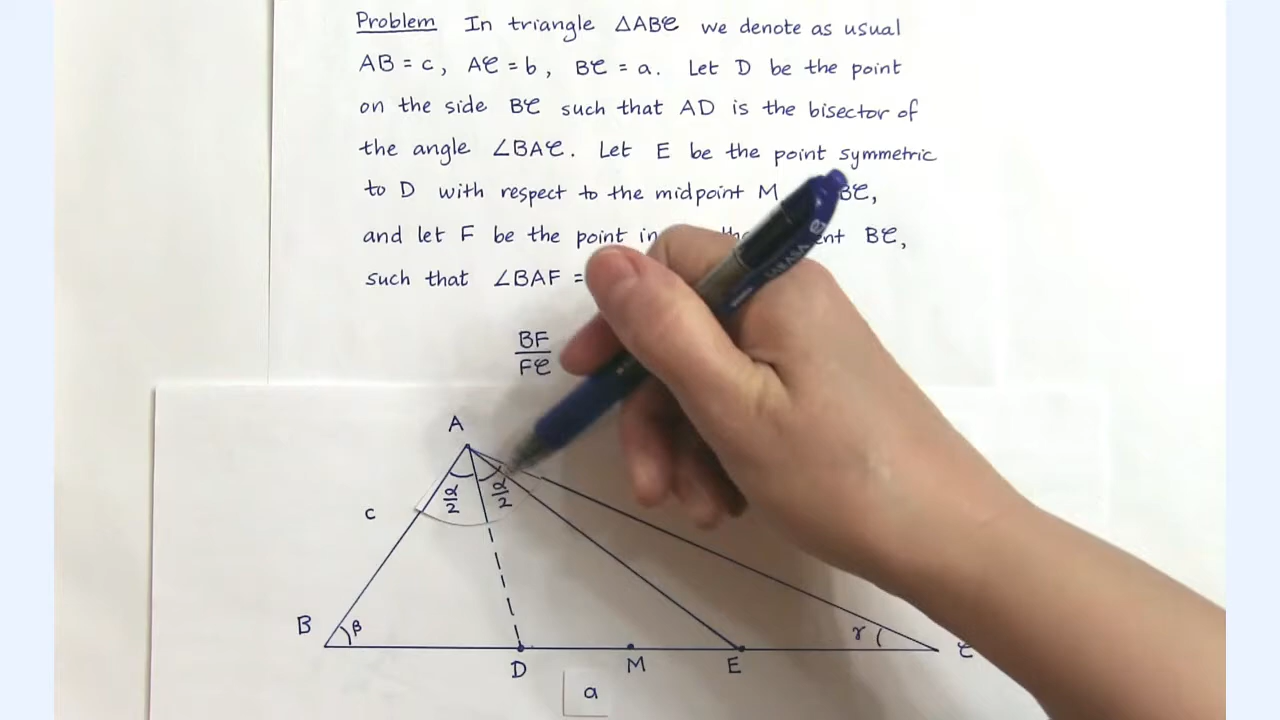 Problem In triangle △ABC we denote as usual
AB = c, AC = b, BC = a. Let D be the point
on the side BC such that AD is the bisector of
the angle ∠BAC. Let E be the point symmetric
to D with respect to the midpoint M BC,
and let F be the point in BC,
such that ∠BAF =
BF
FC
A
α/2
α/2
c
B
β
γ
C
D
M
E
a